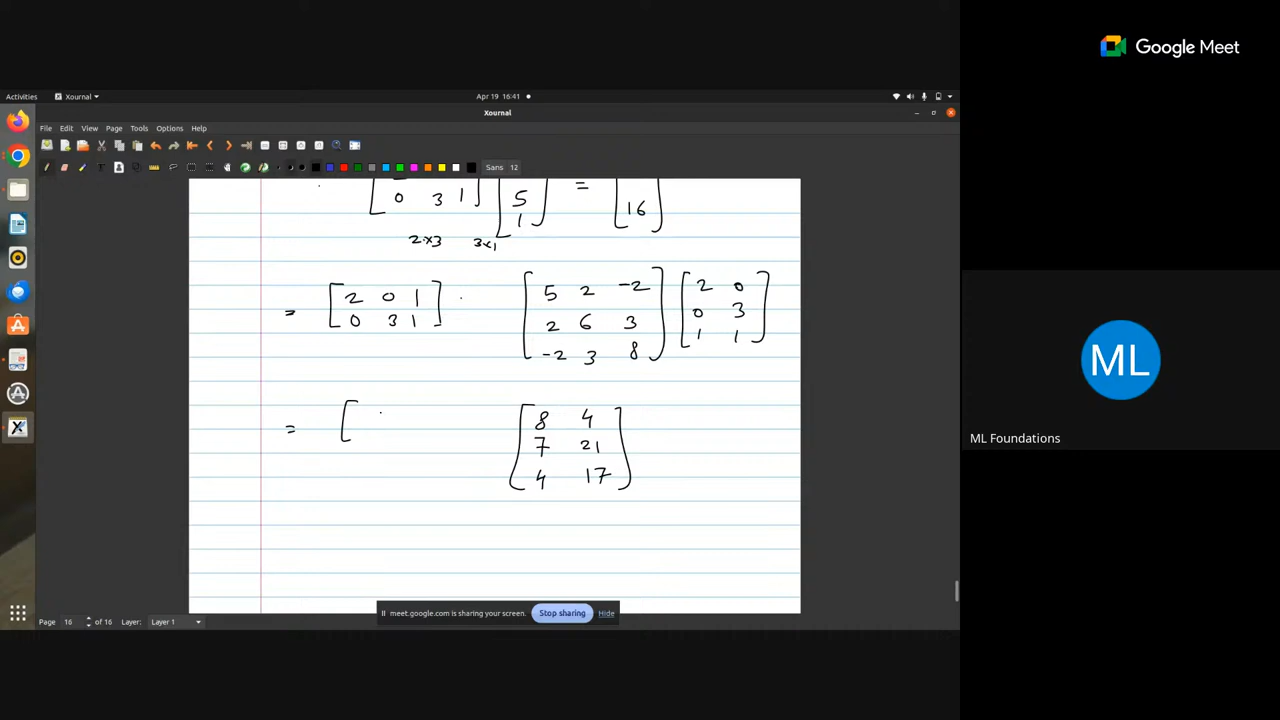 Google Meet
Activities Xournal Apr 19 16:41
Xournal
File Edit View Page Tools Options Help
Sans 12
0 3 1 5 = 16
1
2×3 3×1
= [ 2 0 1 [ 5 2 -2 [ 2 0
0 3 1 ] . 2 6 3 0 3
-2 3 8 ] 1 1 ]
= [ [ 8 4
7 21
4 17 ]
ML
ML Foundations
meet.google.com is sharing your screen. Stop sharing Hide
Page 16 of 16 Layer: Layer 1